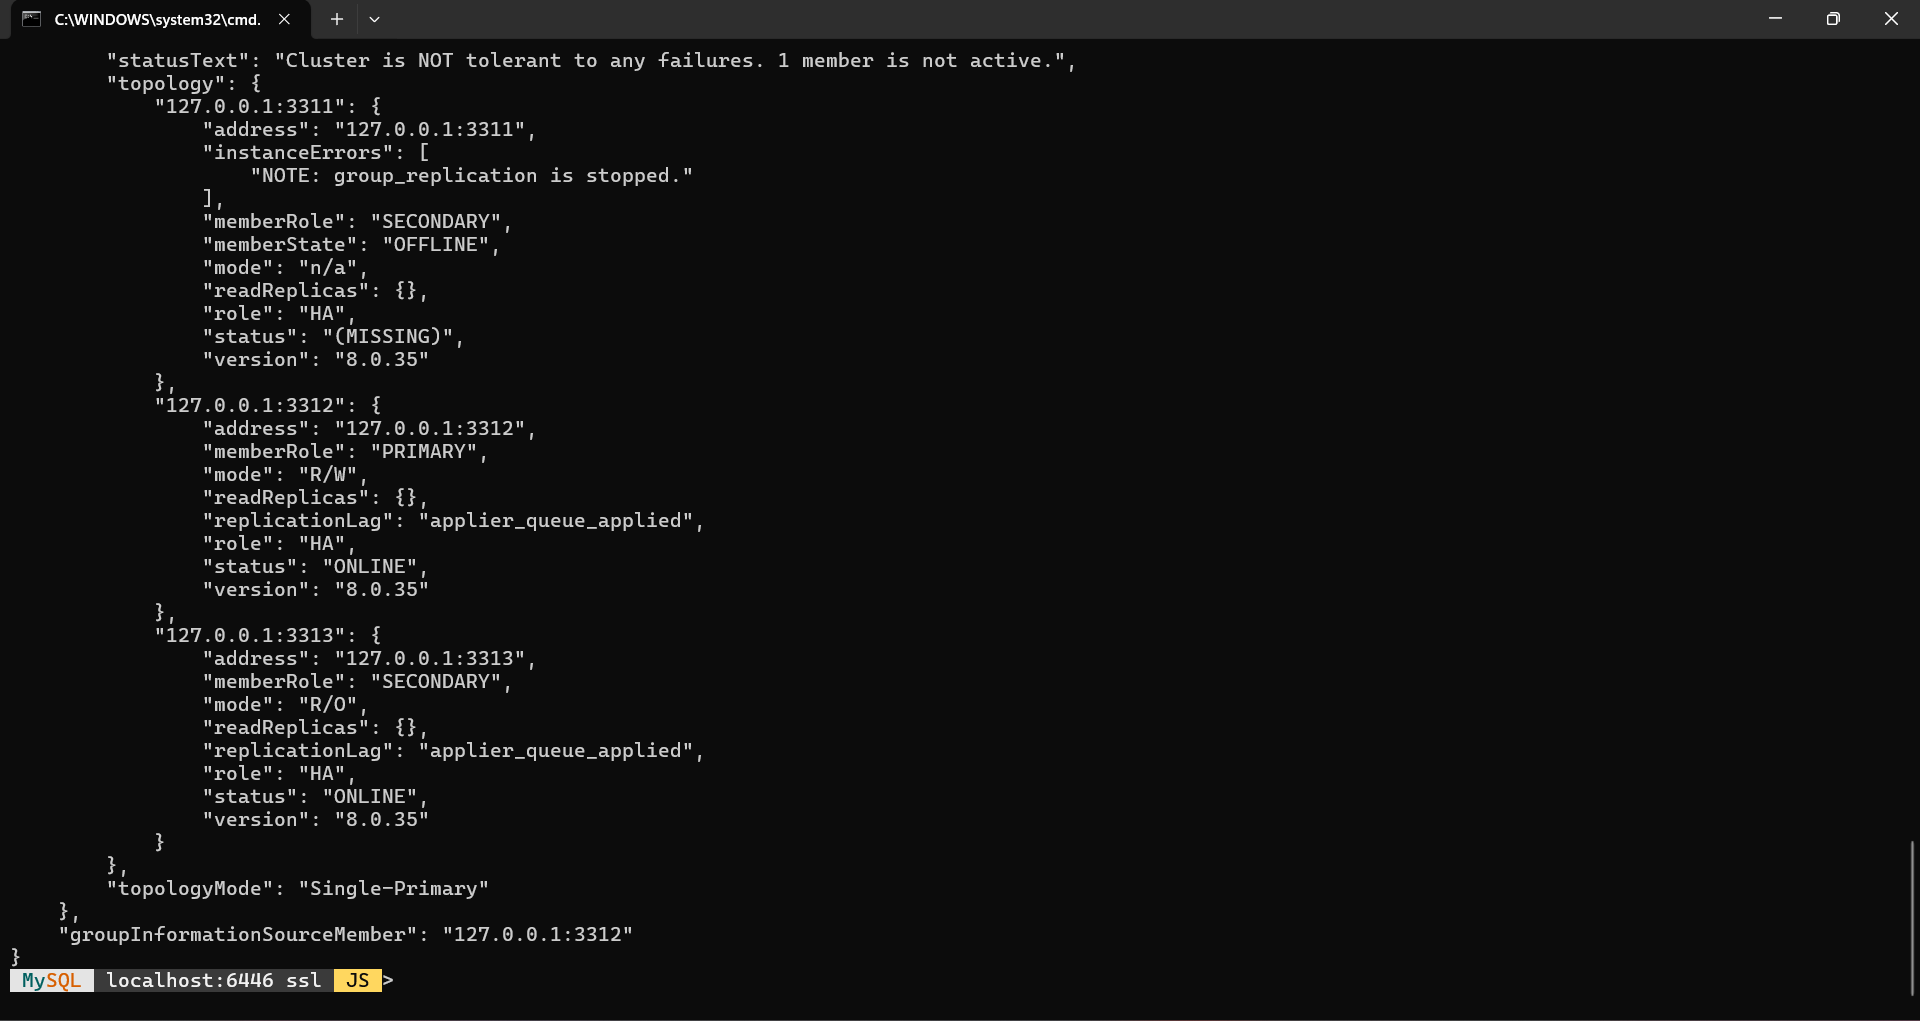 C:\WINDOWS\system32\cmd.
"statusText": "Cluster is NOT tolerant to any failures. 1 member is not active.",
"topology": {
"127.0.0.1:3311": {
"address": "127.0.0.1:3311",
"instanceErrors": [
"NOTE: group_replication is stopped."
],
"memberRole": "SECONDARY",
"memberState": "OFFLINE",
"mode": "n/a",
"readReplicas": {},
"role": "HA",
"status": "(MISSING)",
"version": "8.0.35"
},
"127.0.0.1:3312": {
"address": "127.0.0.1:3312",
"memberRole": "PRIMARY",
"mode": "R/W",
"readReplicas": {},
"replicationLag": "applier_queue_applied",
"role": "HA",
"status": "ONLINE",
"version": "8.0.35"
},
"127.0.0.1:3313": {
"address": "127.0.0.1:3313",
"memberRole": "SECONDARY",
"mode": "R/O",
"readReplicas": {},
"replicationLag": "applier_queue_applied",
"role": "HA",
"status": "ONLINE",
"version": "8.0.35"
}
},
"topologyMode": "Single-Primary"
},
"groupInformationSourceMember": "127.0.0.1:3312"
}
MySQL localhost:6446 ssl JS >